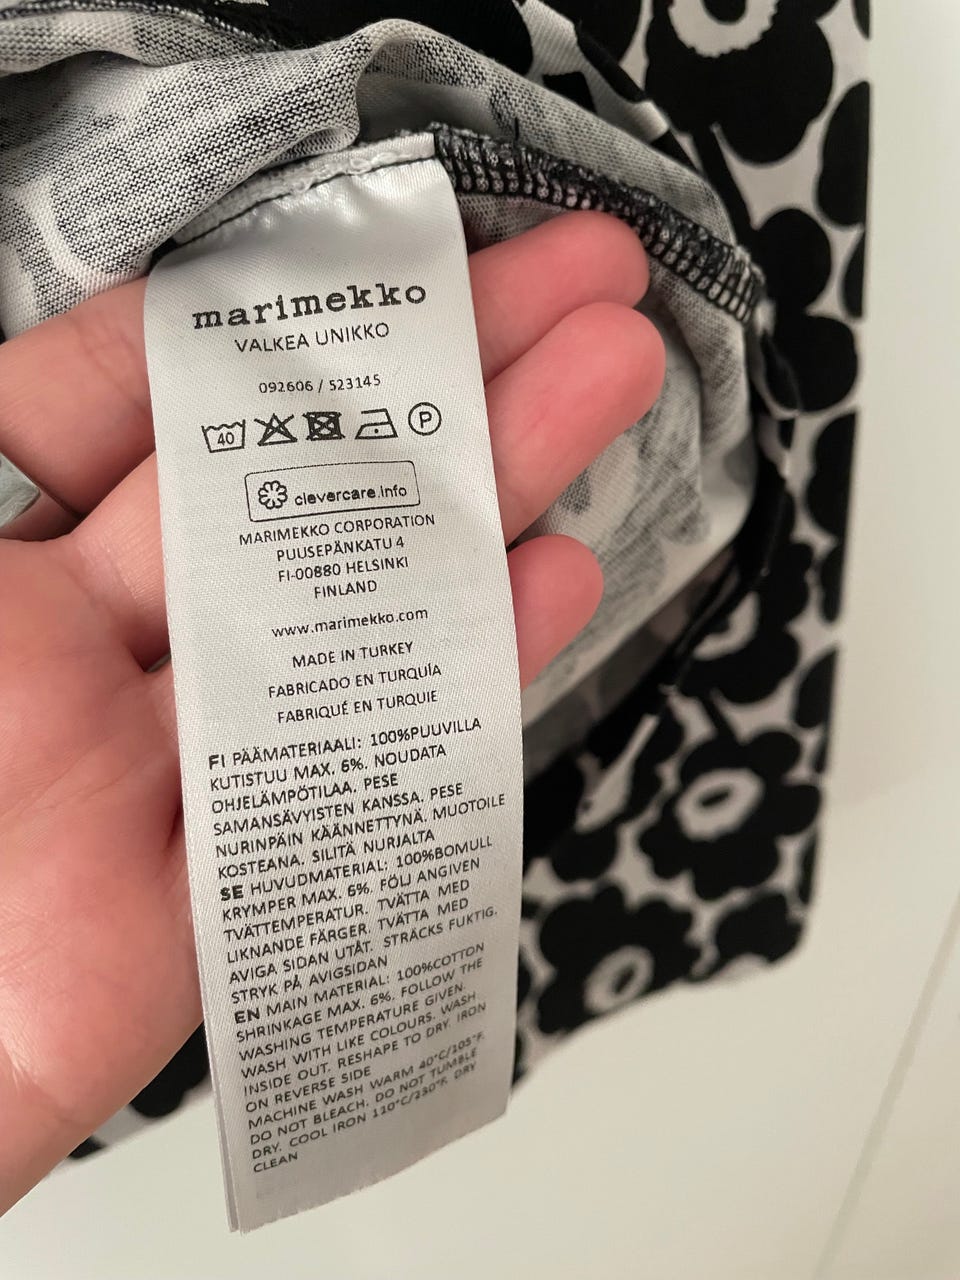 marimekko
VALKEA UNIKKO
092606 / 523145
40 P
clevercare.info
MARIMEKKO CORPORATION
PUUSEPÄNKATU 4
FI-00880 HELSINKI
FINLAND
www.marimekko.com
MADE IN TURKEY
FABRICADO EN TURQUÍA
FABRIQUÉ EN TURQUIE
FI PÄÄMATERIAALI: 100%PUUVILLA
KUTISTUU MAX. 6%. NOUDATA
OHJELÄMPÖTILAA. PESE
SAMANSÄVYISTEN KANSSA. PESE
NURINPÄIN KÄÄNNETTYNÄ. MUOTOILE
KOSTEANA. SILITÄ NURJALTA
SE HUVUDMATERIAL: 100%BOMULL
KRYMPER MAX. 6%. FÖLJ ANGIVEN
TVÄTTEMPERATUR. TVÄTTA MED
LIKNANDE FÄRGER. TVÄTTA MED
AVIGA SIDAN UTÅT. STRÄCKS FUKTIG.
STRYK PÅ AVIGSIDAN
EN MAIN MATERIAL: 100%COTTON
SHRINKAGE MAX. 6%. FOLLOW THE
WASHING TEMPERATURE GIVEN.
WASH WITH LIKE COLOURS. WASH
INSIDE OUT. RESHAPE TO DRY. IRON
ON REVERSE SIDE
MACHINE WASH WARM 40°C/105°F.
DO NOT BLEACH. DO NOT TUMBLE
DRY. COOL IRON 110°C/230°F. DRY
CLEAN